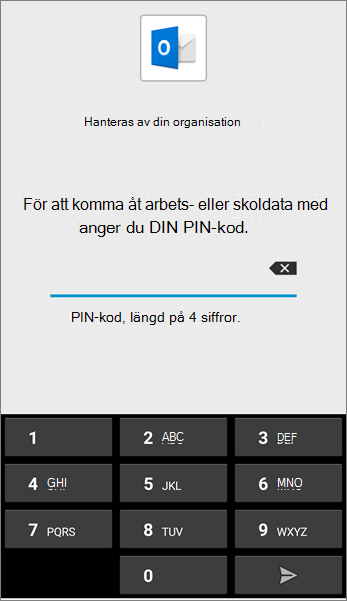 O
Hanteras av din organisation
För att komma åt arbets- eller skoldata med
anger du DIN PIN-kod.
PIN-kod, längd på 4 siffror.
1 2 ABC 3 DEF
4 GHI 5 JKL 6 MNO
7 PQRS 8 TUV 9 WXYZ
0